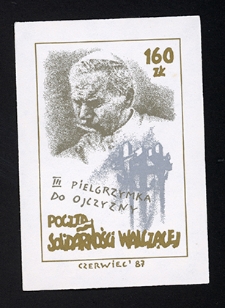 160
ZŁ
III PIELGRZYMKA
DO OJCZYZNY
POCZTA
SOLIDARNOŚCI WALCZĄCEJ
CZERWIEC' 87